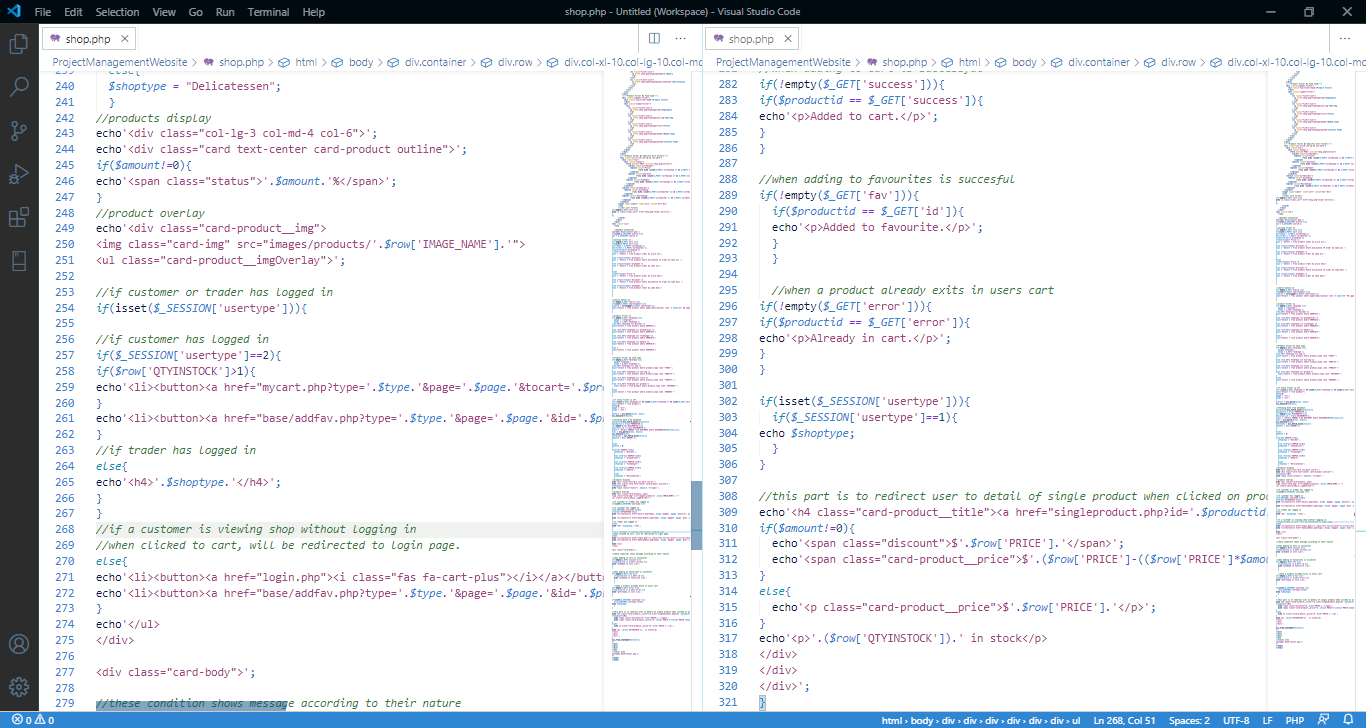 File Edit Selection View Go Run Terminal Help
shop.php - Untitled (Workspace) - Visual Studio Code
shop.php
ProjectManagementWebsite > shop.php > html > body > div.container > div.row > div.col-xl-10.col-lg-10.col-md
239 else{
240 $shoptype = "Delicatessen";
241 }
242 //products display
243 echo'<div class="col-lg-3 col-md-4 col-6">';
244 echo'<div class="card text-center card-product outline">';
245 if($amount!=0){
246 echo'<span class="status">'.$amount.'%</span>';
247 }
248 //product overlay
249 echo'<div class="card-product__img">
250 <img class="card-img" src="images/products/'.$row['IMAGE_NAME'].'">
251 <ul class="card-product__imgOverlay">';
252
253 //if customer or trader has logged in
254 if(isset($_SESSION['usertype'])){
255
256 //if customer has logged in
257 if($_SESSION['usertype']==2){
258 if($row['QTYINSTOCK']>1){
259 echo'<li><button><a href="mycart.php?type='.$type.'&page='.$page.'&tocart='.$pr
260 }
261 echo'<li><button><a href="base/addfav.php?type='.$type.'&page='.$page.'&id='.$p
262 }
263 //if trader has logged in
264 else{
265 echo'<h4>'.$shoptype.'</h4>';
266 }
267 }
268 //if a customer is viewing shop without logging in
269 //when clicked to cart, will be redirected to login page.
270 else{
271 echo'<li><button><a href="login.php"><i class="fas fa-cart-plus"></i></a></butt
272 echo'<li><button><a href="base/addfav.php?type='.$type.'&page='.$page.'&id='.$p
273 }
274 echo'</ul>
275 </div>
276
277 <div class="card-body">';
278
279 //these condition shows message according to their nature
shop.php
ProjectManagementWebsite > shop.php > html > body > div.container > div.row > div.col-xl-10.col-lg-10.col-md
282 if(!empty($_GET['success'])){
283 if($productid == $_GET['success']){
284 echo'<p>Added to cart.</p>';
285 }
286 }
287
288 //when adding to favourites is succesful
289 if(!empty($_GET['fav'])){
290 if($productid == $_GET['id']){
291 echo'<p>Added to favourite.</p>';
292 }
293 }
294
295 //when a product already exits in users cart
296 if(!empty($_GET['error'])){
297 if($productid == $_GET['error']){
298 echo'<p>Already in cart.</p>';
299 }
300 }
301
302 if(isset($_SESSION['usertype'])){
303 if($_SESSION['usertype']==1){
304 echo $shoptype;
305 }
306 }
307
308 //this part is to redirect user to detail of single product when clicked on pro
309 echo'<h4 class="card-product__title"><a href="singleproduct.php?id='.$productid
310 if($amount!=0){
311 echo'<span class="discount">$'.$row['PRICE'].'</span>';
312 echo'<span class="card-product__price">$'.($row['PRICE']-(($row['PRICE']*$amou
313 }
314 else{
315 echo'<p class="card-product__price">$'.$row['PRICE'].'</p>';
316 }
317 echo'<p>'.($row['QTYINSTOCK']).' in stock</p>
318 </div>
319 </div>
320 </div>';
321 }
0 0
html > body > div > div > div > div > div > div > ul Ln 268, Col 51 Spaces: 2 UTF-8 LF PHP